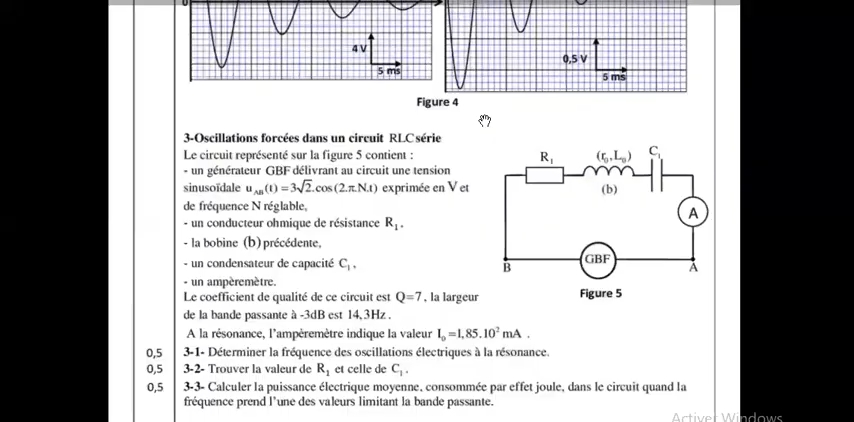 0
4 V
5 ms
0,5 V
5 ms
Figure 4
3-Oscillations forcées dans un circuit RLC série
Le circuit représenté sur la figure 5 contient :
- un générateur GBF délivrant au circuit une tension
sinusoïdale u_AB(t) =3√2.cos(2.π.N.t) exprimée en V et
de fréquence N réglable,
- un conducteur ohmique de résistance R₁.
- la bobine (b) précédente,
- un condensateur de capacité C₁,
- un ampèremètre.
Le coefficient de qualité de ce circuit est Q=7, la largeur
de la bande passante à -3dB est 14,3Hz.
A la résonance, l'ampèremètre indique la valeur I₀=1,85.10² mA .
R₁
(r₀,L₀)
C₁
(b)
A
GBF
B
A
Figure 5
0,5 3-1- Déterminer la fréquence des oscillations électriques à la résonance.
0,5 3-2- Trouver la valeur de R₁ et celle de C₁.
0,5 3-3- Calculer la puissance électrique moyenne, consommée par effet joule, dans le circuit quand la
fréquence prend l'une des valeurs limitant la bande passante.
Activer Windows